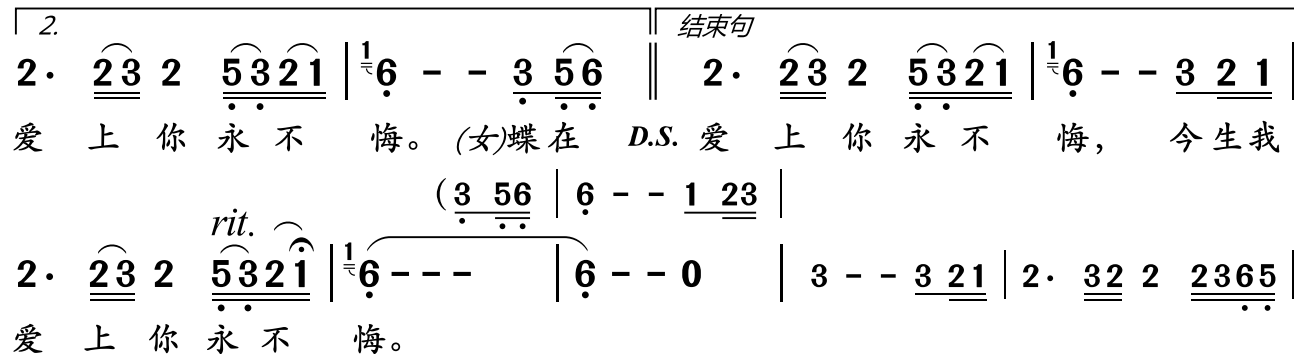 2. 结束句
2· 23 2 5321 | 1 6 - - 3 56 || 2· 23 2 5321 | 1 6 - - 3 21 |
爱 上 你 永 不 悔。 (女)蝶在 D.S. 爱 上 你 永 不 悔, 今生我
(3 56 | 6 - - 1 23 |
rit.
2· 23 2 5321 | 1 6 - - - | 6 - - 0 | 3 - - 3 21 | 2· 32 2 2365 |
爱 上 你 永 不 悔。